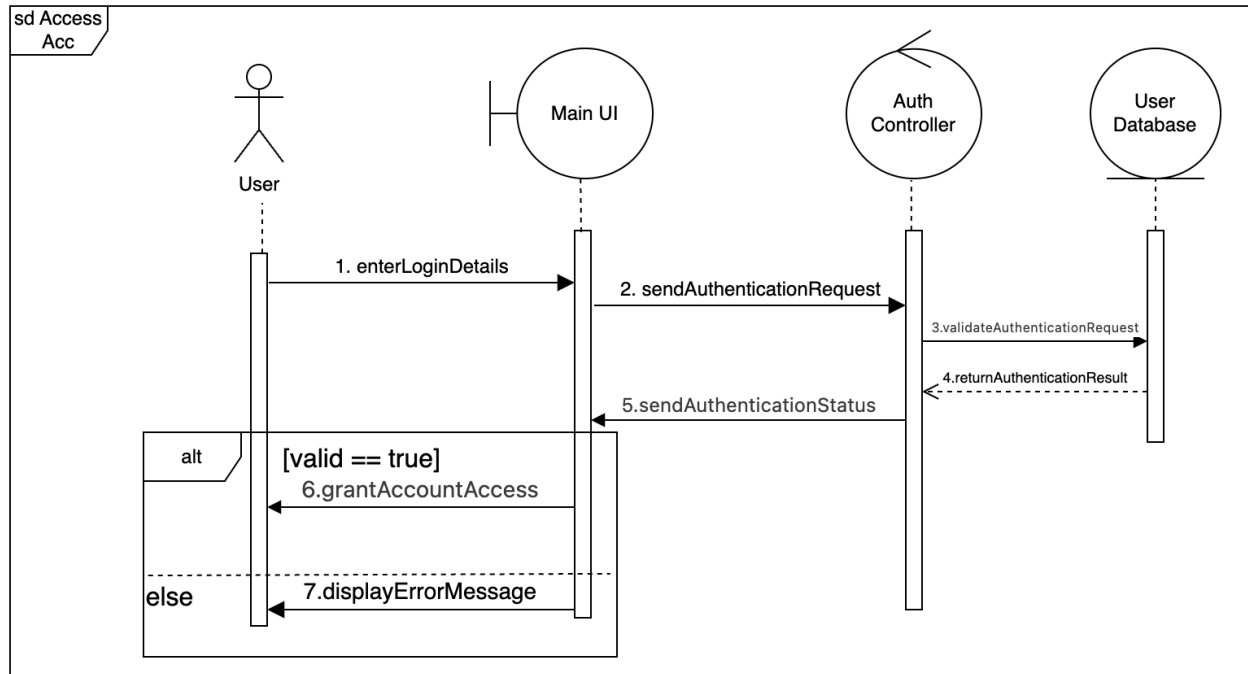 sd Access
Acc
User
Main UI
Auth
Controller
User
Database
1. enterLoginDetails
2. sendAuthenticationRequest
3.validateAuthenticationRequest
4.returnAuthenticationResult
5.sendAuthenticationStatus
alt
[valid == true]
6.grantAccountAccess
else
7.displayErrorMessage